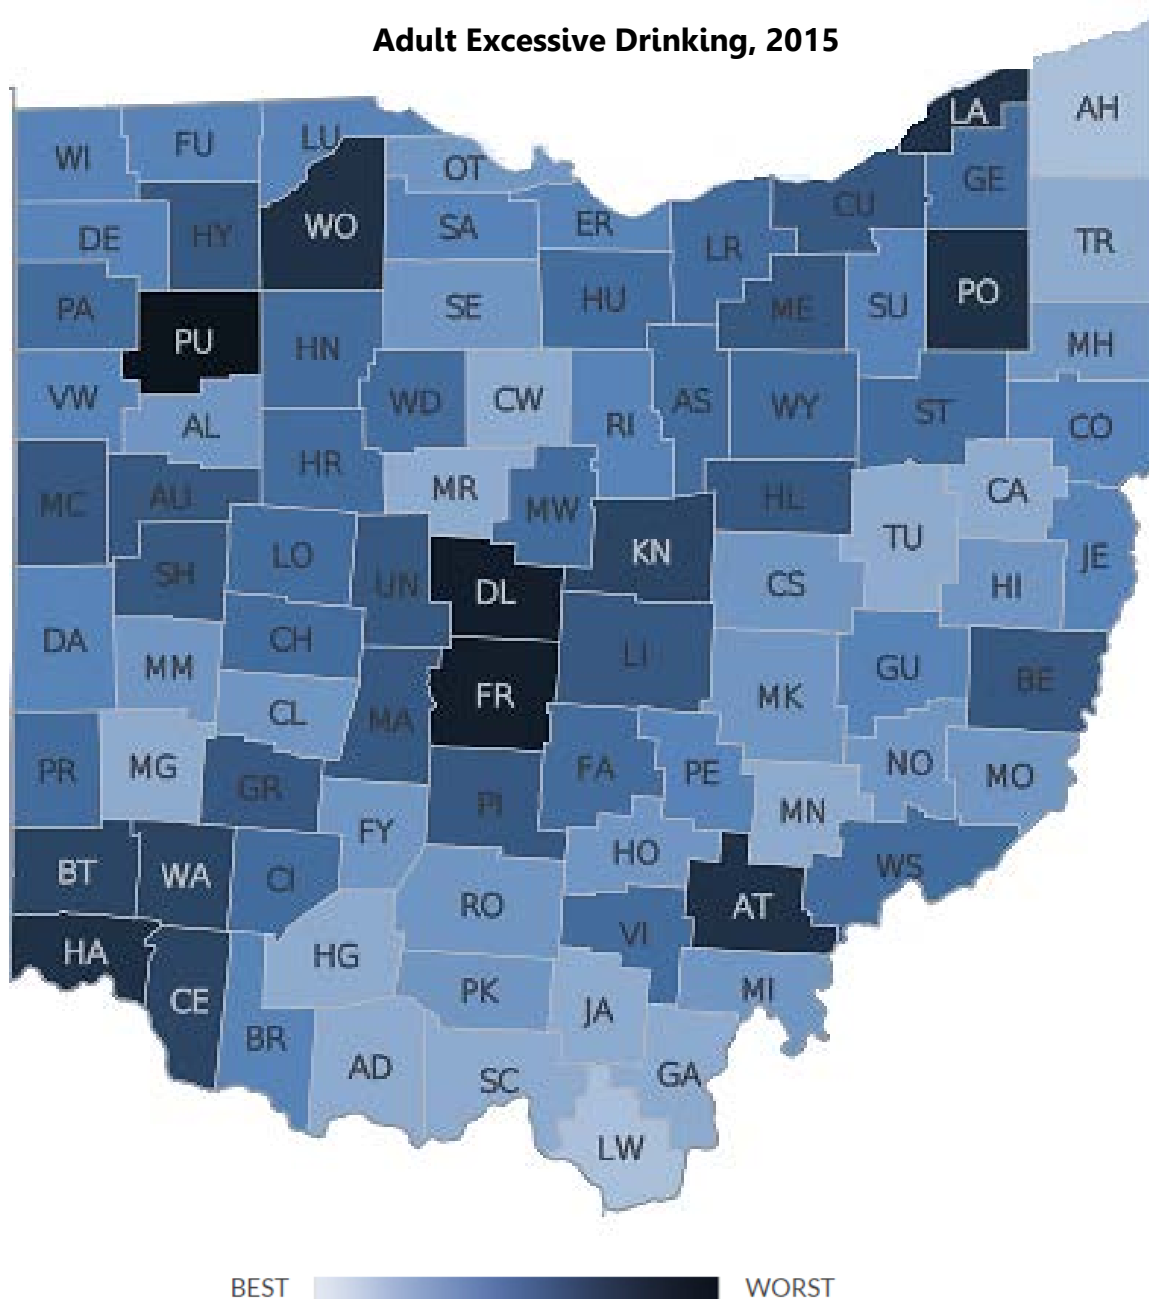 Adult Excessive Drinking, 2015
LA
AH
WI
FU
LU
OT
GE
DE
HY
WO
SA
ER
LR
CU
TR
PA
PU
HN
SE
HU
ME
SU
PO
MH
VW
AL
WD
CW
RI
AS
WY
ST
CO
MC
AU
HR
MR
MW
HL
CA
SH
LO
UN
DL
KN
CS
TU
HI
JE
DA
MM
CH
CL
MA
FR
LI
MK
GU
BE
PR
MG
GR
FY
PI
FA
PE
MN
NO
MO
BT
WA
CI
RO
HO
AT
WS
HA
CE
HG
PK
VI
MI
BR
AD
SC
JA
GA
LW
BEST WORST